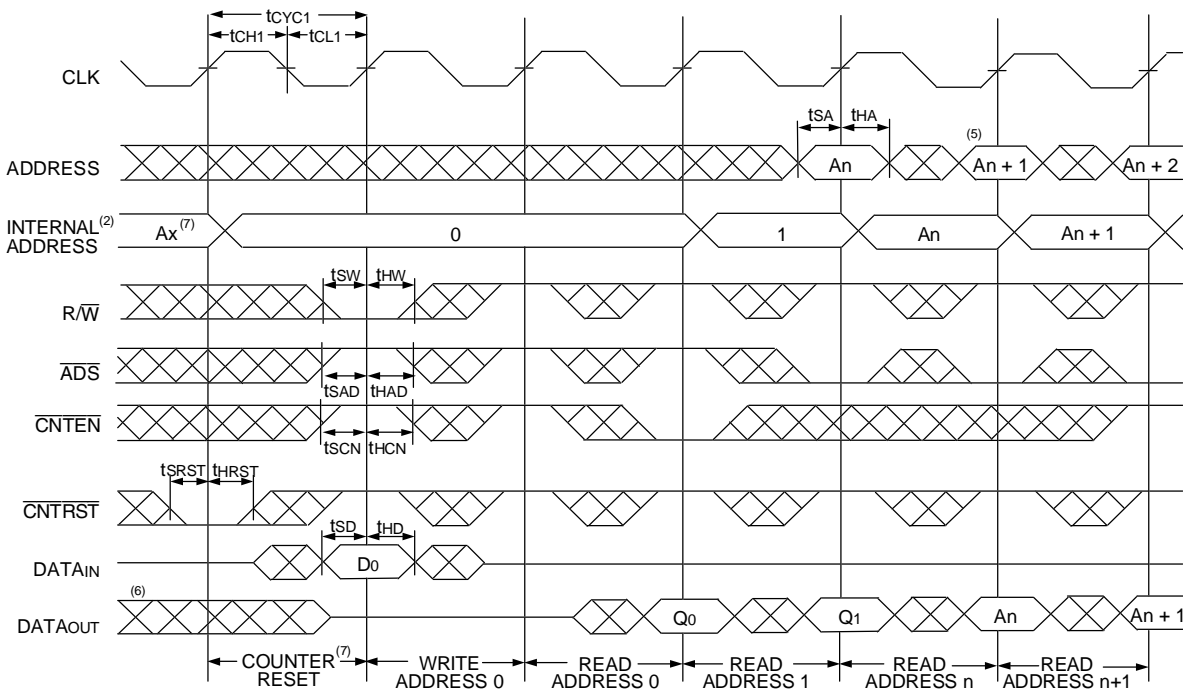 tCYC1
tCH1 tCL1
CLK
tSA tHA
(5)
ADDRESS An An + 1 An + 2
INTERNAL(2) ADDRESS Ax(7) 0 1 An An + 1
tSW tHW
R/W̅
A̅D̅S̅
tSAD tHAD
C̅N̅T̅E̅N̅
tSCN tHCN
tSRST tHRST
C̅N̅T̅R̅S̅T̅
tSD tHD
DATAIN D0
(6)
DATAOUT Q0 Q1 An An + 1
COUNTER(7) WRITE READ READ READ READ
RESET ADDRESS 0 ADDRESS 0 ADDRESS 1 ADDRESS n ADDRESS n+1